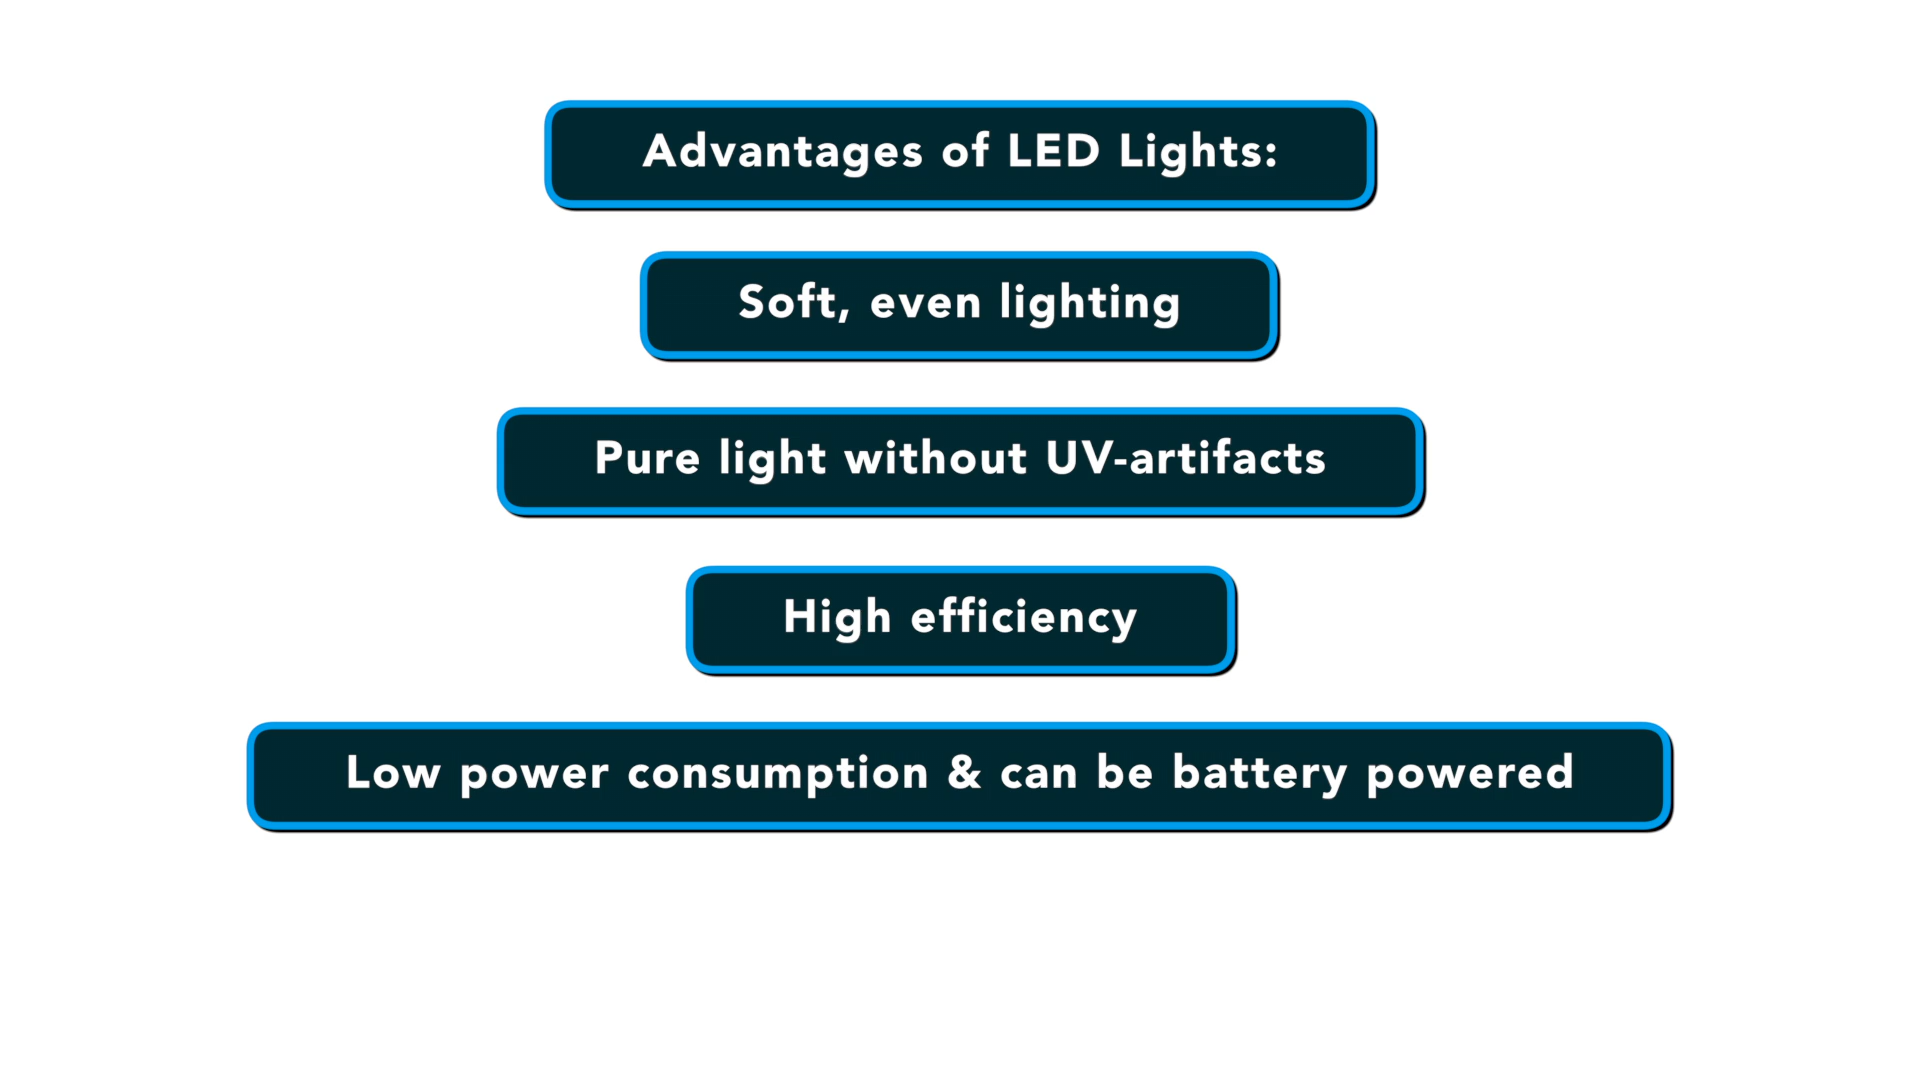 Advantages of LED Lights:
Soft, even lighting
Pure light without UV-artifacts
High efficiency
Low power consumption & can be battery powered